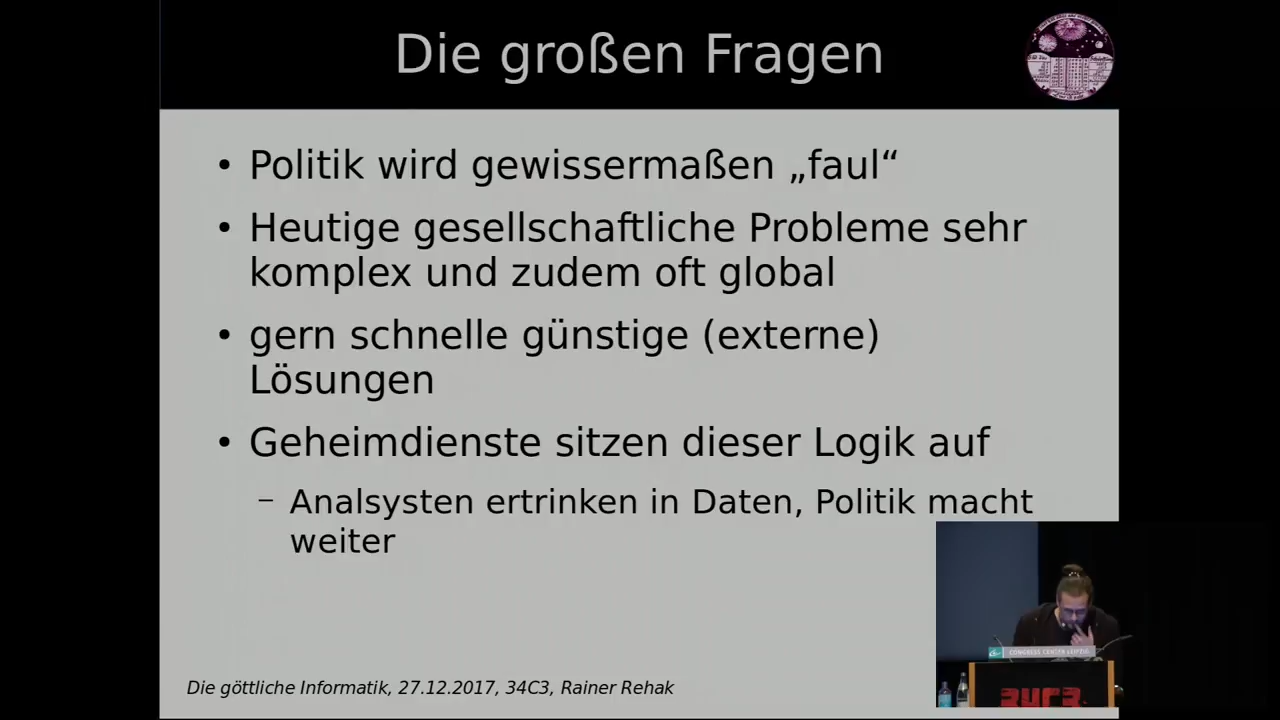 Die großen Fragen
• Politik wird gewissermaßen „faul“
• Heutige gesellschaftliche Probleme sehr
komplex und zudem oft global
• gern schnelle günstige (externe)
Lösungen
• Geheimdienste sitzen dieser Logik auf
– Analsysten ertrinken in Daten, Politik macht
weiter
CONGRESS CENTER LEIPZIG
34C3
Die göttliche Informatik, 27.12.2017, 34C3, Rainer Rehak